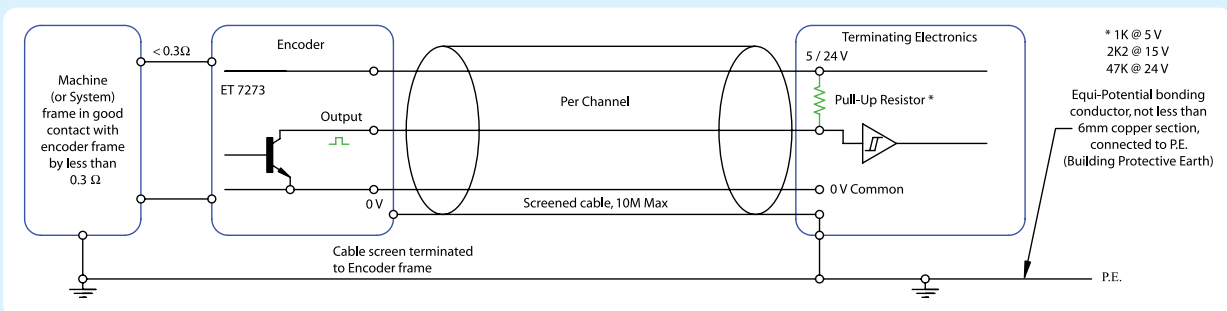 < 0.3Ω
Encoder
Terminating Electronics
5 / 24 V
* 1K @ 5 V
2K2 @ 15 V
47K @ 24 V
Machine
(or System)
frame in good
contact with
encoder frame
by less than
0.3 Ω
ET 7273
Output
0 V
Per Channel
Pull-Up Resistor *
0 V Common
Screened cable, 10M Max
Equi-Potential bonding
conductor, not less than
6mm copper section,
connected to P.E.
(Building Protective Earth)
Cable screen terminated
to Encoder frame
P.E.